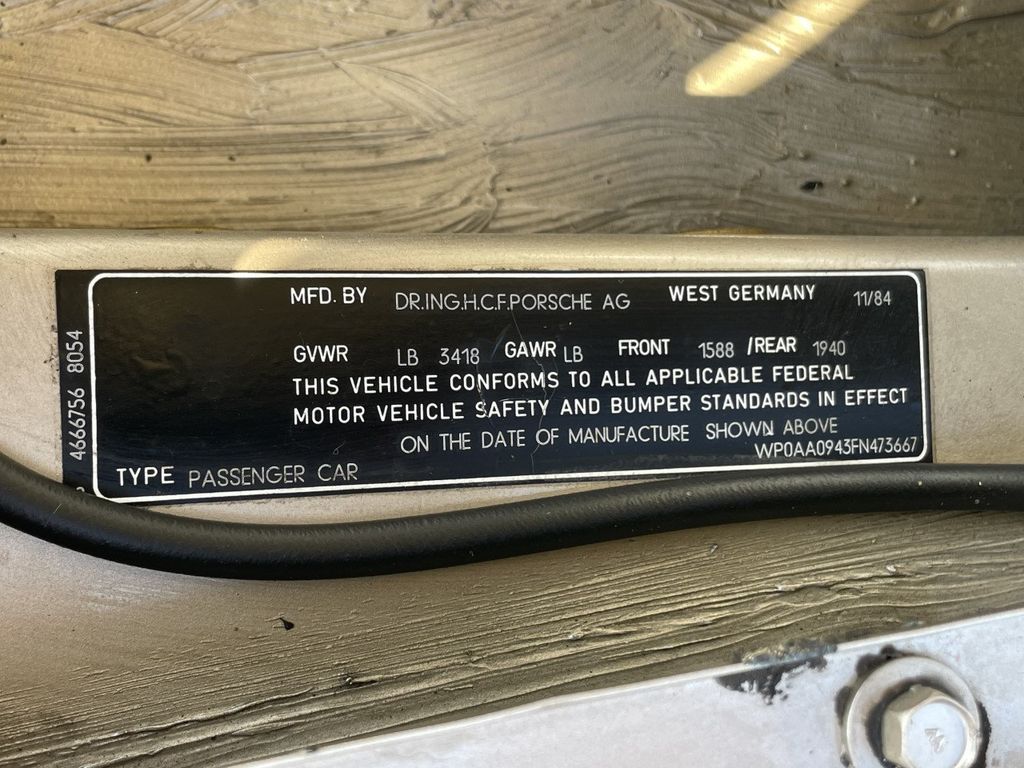 MFD. BY DR.ING.H.C.F.PORSCHE AG WEST GERMANY 11/84
GVWR LB 3418 GAWR LB FRONT 1588 /REAR 1940
THIS VEHICLE CONFORMS TO ALL APPLICABLE FEDERAL
MOTOR VEHICLE SAFETY AND BUMPER STANDARDS IN EFFECT
ON THE DATE OF MANUFACTURE SHOWN ABOVE
WP0AA0943FN473667
TYPE PASSENGER CAR
4666756 8054